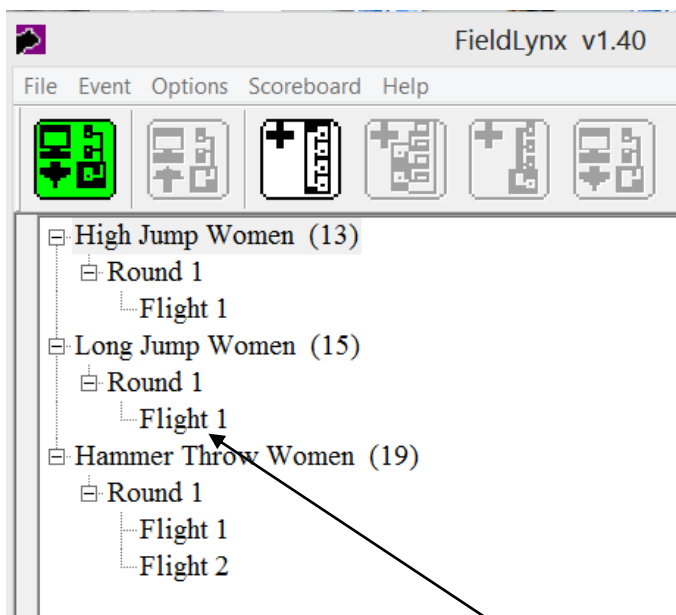 FieldLynx v1.40
File Event Options Scoreboard Help
High Jump Women (13)
Round 1
Flight 1
Long Jump Women (15)
Round 1
Flight 1
Hammer Throw Women (19)
Round 1
Flight 1
Flight 2